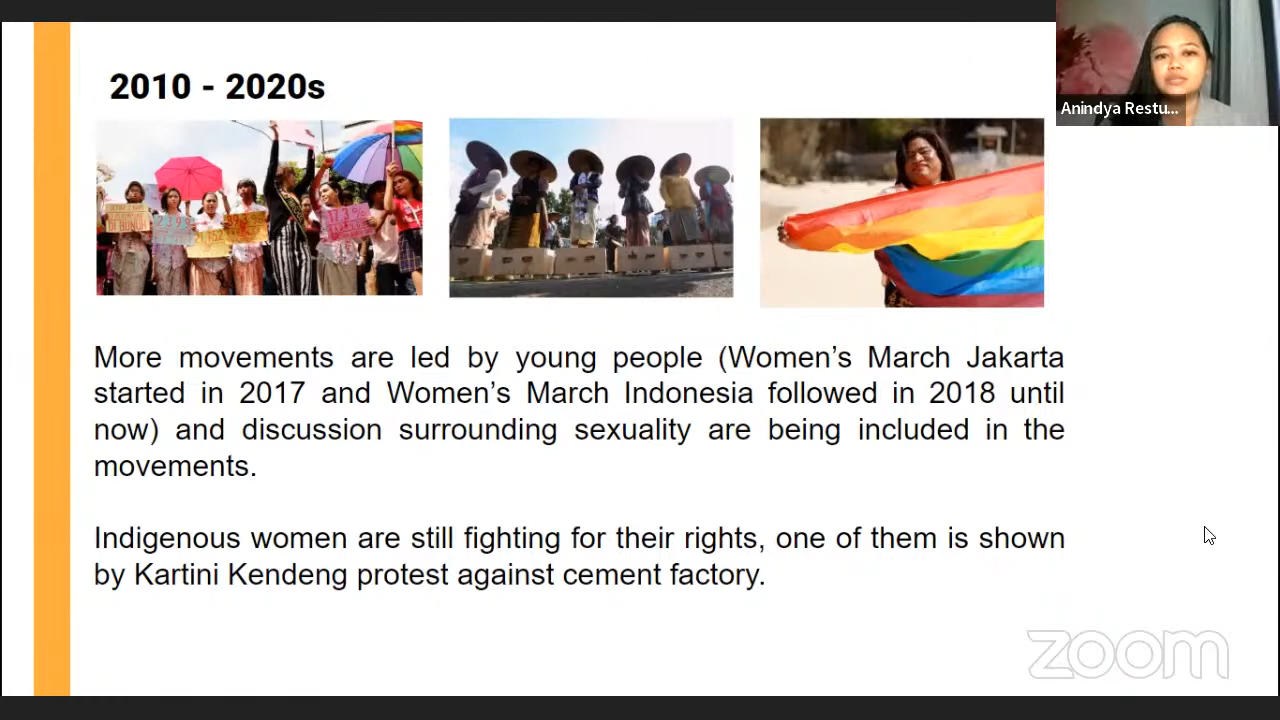 2010 - 2020s
Anindya Restu...
More movements are led by young people (Women's March Jakarta
started in 2017 and Women's March Indonesia followed in 2018 until
now) and discussion surrounding sexuality are being included in the
movements.
Indigenous women are still fighting for their rights, one of them is shown
by Kartini Kendeng protest against cement factory.
zoom